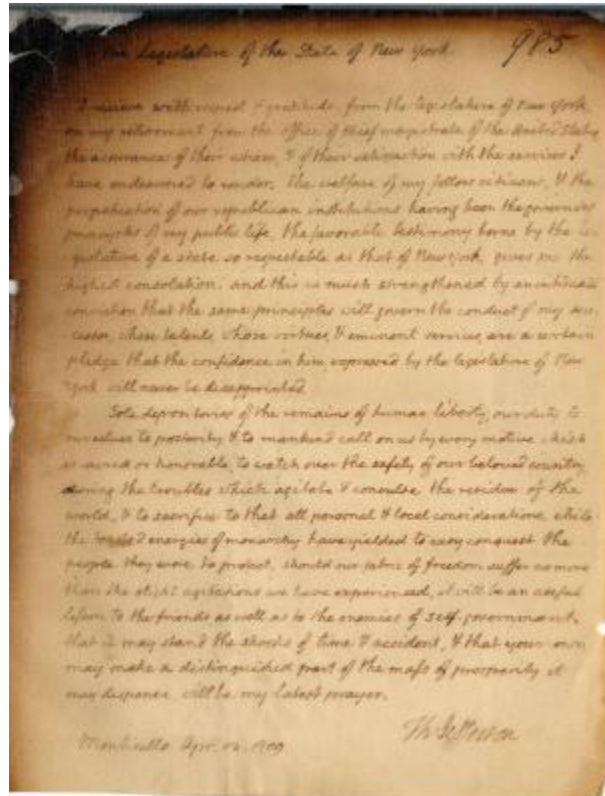 the Legislature of the State of New York. 985
I receive with respect & gratitude, from the legislature of New York,
on my retirement from the office of chief magistrate of the United States,
the assurance of their esteem, & of their satisfaction with the services I
have endeavored to render. the welfare of my fellow citizens, & the
perpetuation of our republican institutions having been the governing
principles of my public life, the favorable testimony borne by the le-
gislature of a state so respectable as that of New York, gives me the
highest consolation. and this is much strengthened by an intimate
conviction that the same principles will govern the conduct of my suc-
cessor, whose talents, whose virtues, & eminent services, are a certain
pledge that the confidence in him expressed by the legislature of New
York will never be disappointed.
Sole depositories of the remains of human liberty, our duty to
ourselves to posterity & to mankind call on us by every motive which
is sacred or honorable, to watch over the safety of our beloved country
during the troubles which agitate & convulse the residue of the
world, & to sacrifice to that all personal & local considerations. while
the energies of monarchy have yielded to easy conquest the
people they were to protect, should our fabric of freedom suffer no more
than the slight agitations we have experienced, it will be an useful
lesson to the friends as well as to the enemies of self-government.
that it may stand the shocks of time & accident, & that your own
may make a distinguished part of the mass of prosperity it
may dispense, will be my latest prayer.
Th: Jefferson
Monticello Apr. 1809